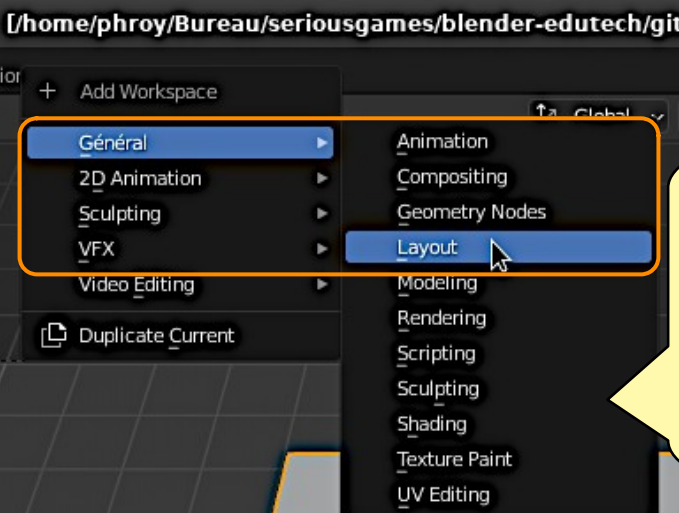 [/home/phroy/Bureau/seriousgames/blender-edutech/git
Add Workspace
Global
Général
2D Animation
Sculpting
VFX
Video Editing
Duplicate Current
Animation
Compositing
Geometry Nodes
Layout
Modeling
Rendering
Scripting
Sculpting
Shading
Texture Paint
UV Editing